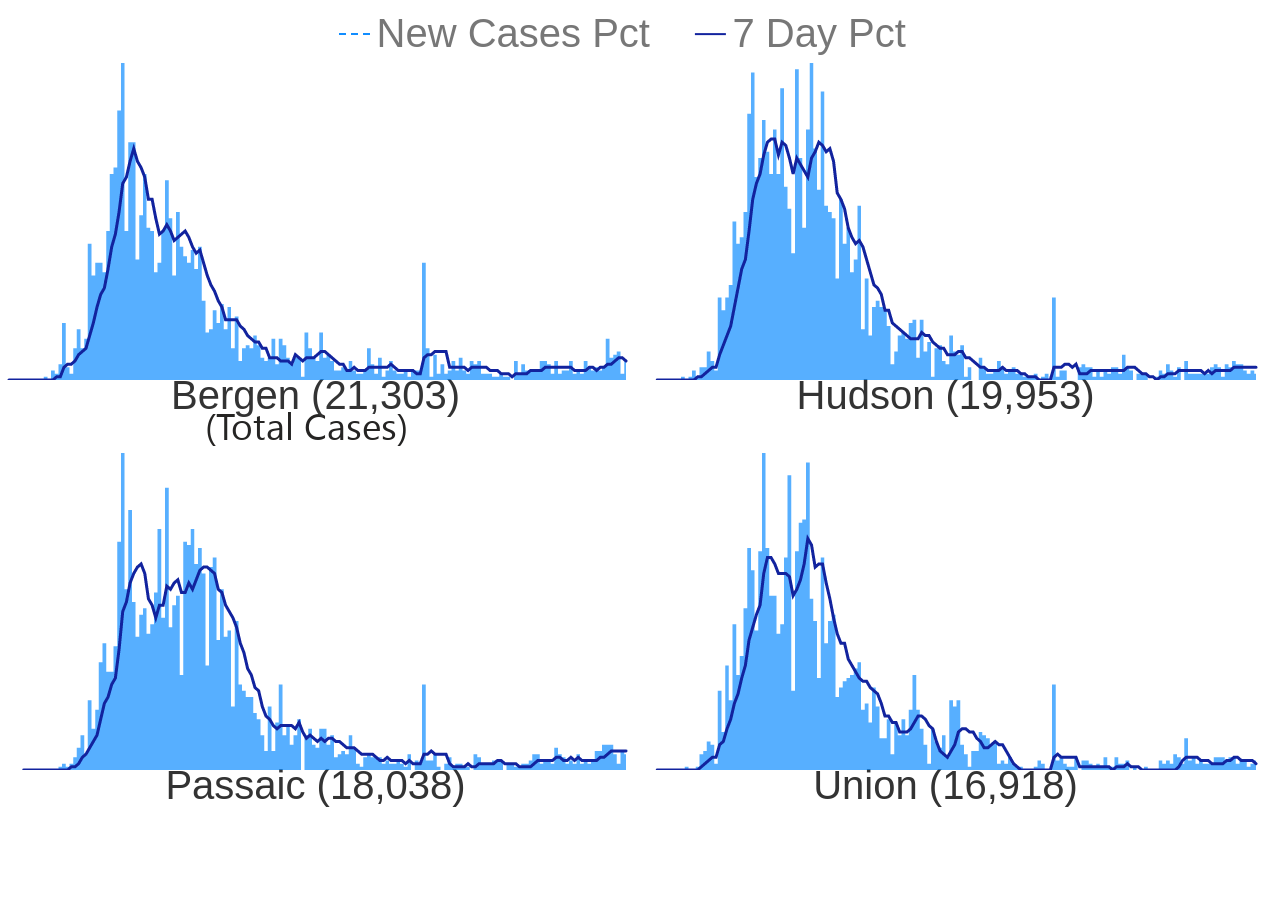 New Cases Pct 7 Day Pct
Bergen (21,303) Hudson (19,953)
(Total Cases)
Passaic (18,038) Union (16,918)